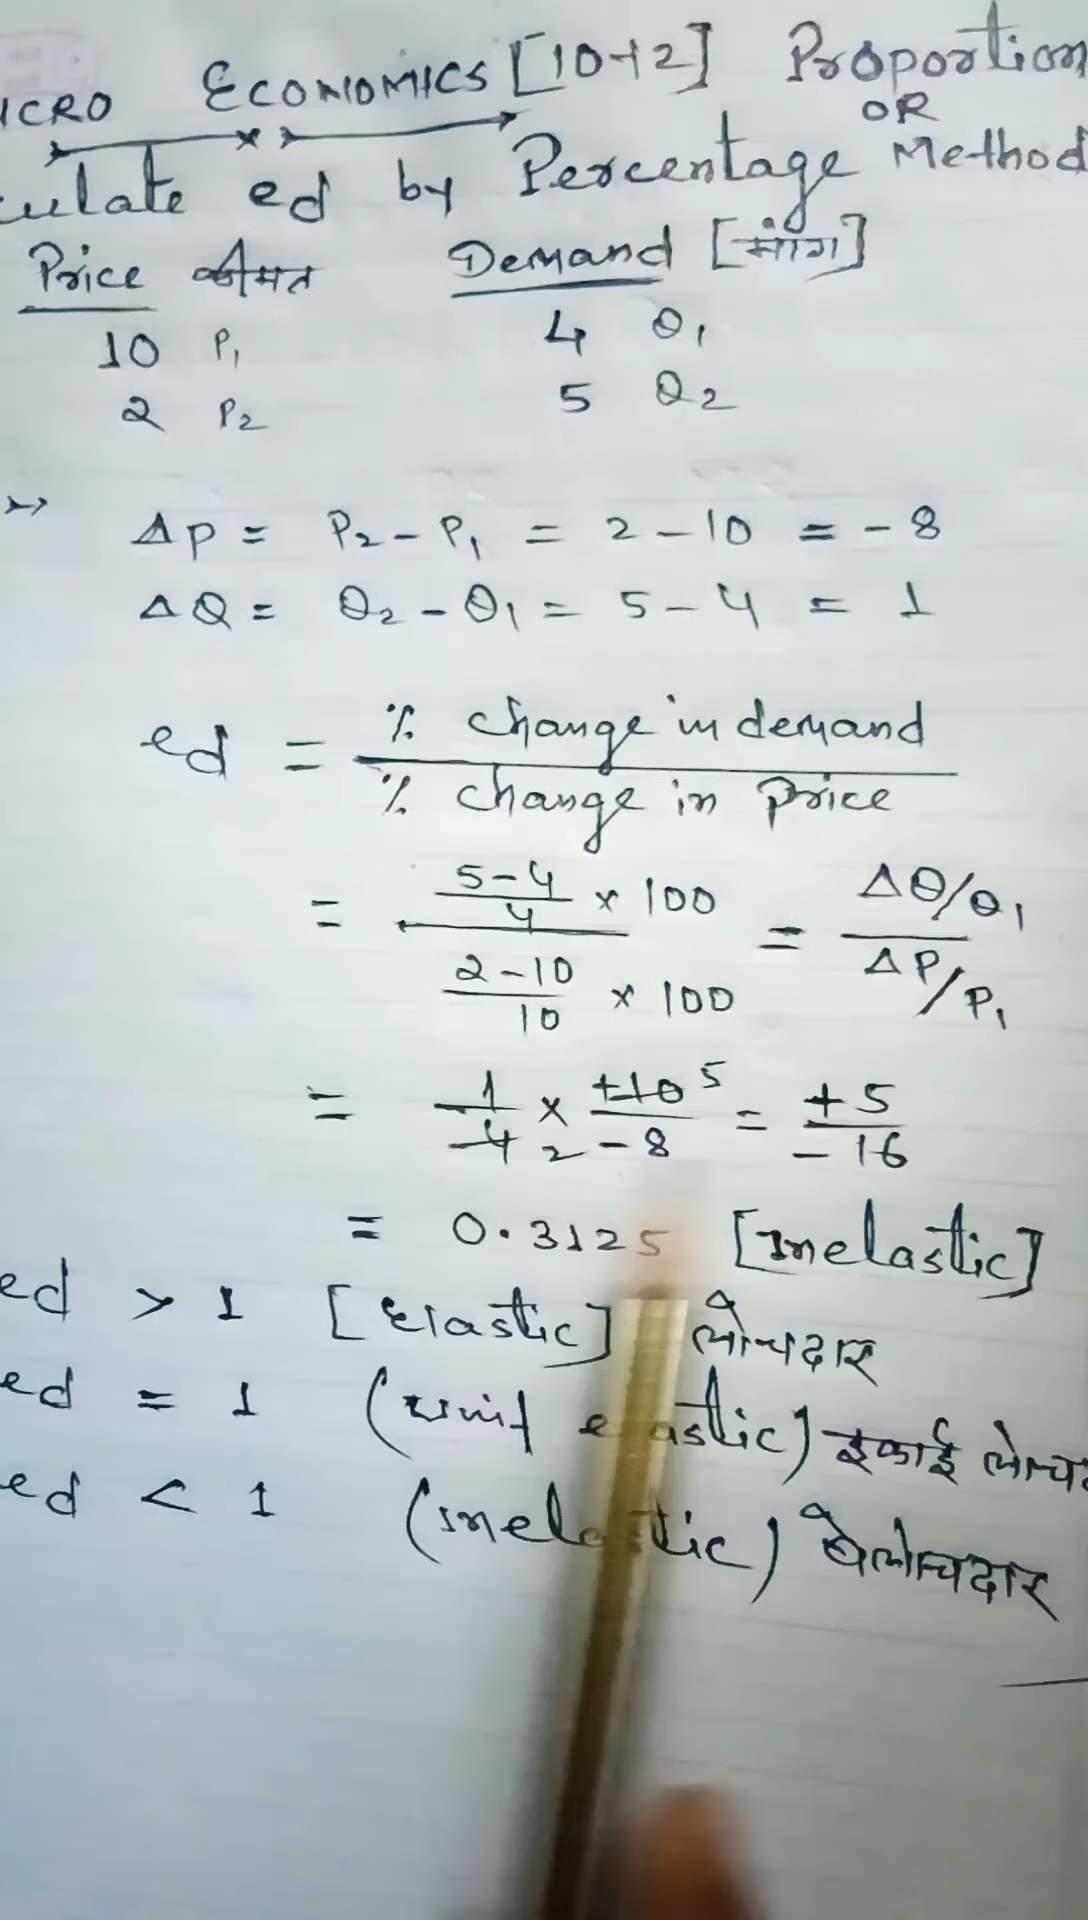 ICRO ECONOMICS [10+2] Proportion
OR
culate ed by Percentage Method
Price कीमत Demand [मांग]
10 P₁ 4 Q₁
2 P₂ 5 Q₂
ΔP = P₂ - P₁ = 2 - 10 = - 8
ΔQ = Q₂ - Q₁ = 5 - 4 = 1
ed = % change in demand
% change in price
= 5-4/4 × 100 / 2-10/10 × 100 = ΔQ/Q₁ / ΔP/P₁
= 1/4 2 × +10 5/-8 = +5/-16
= 0.3125 [Inelastic]
ed > 1 [Elastic] लोचदार
ed = 1 (unit elastic) इकाई लोच
ed < 1 (Inelastic) बेलोचदार